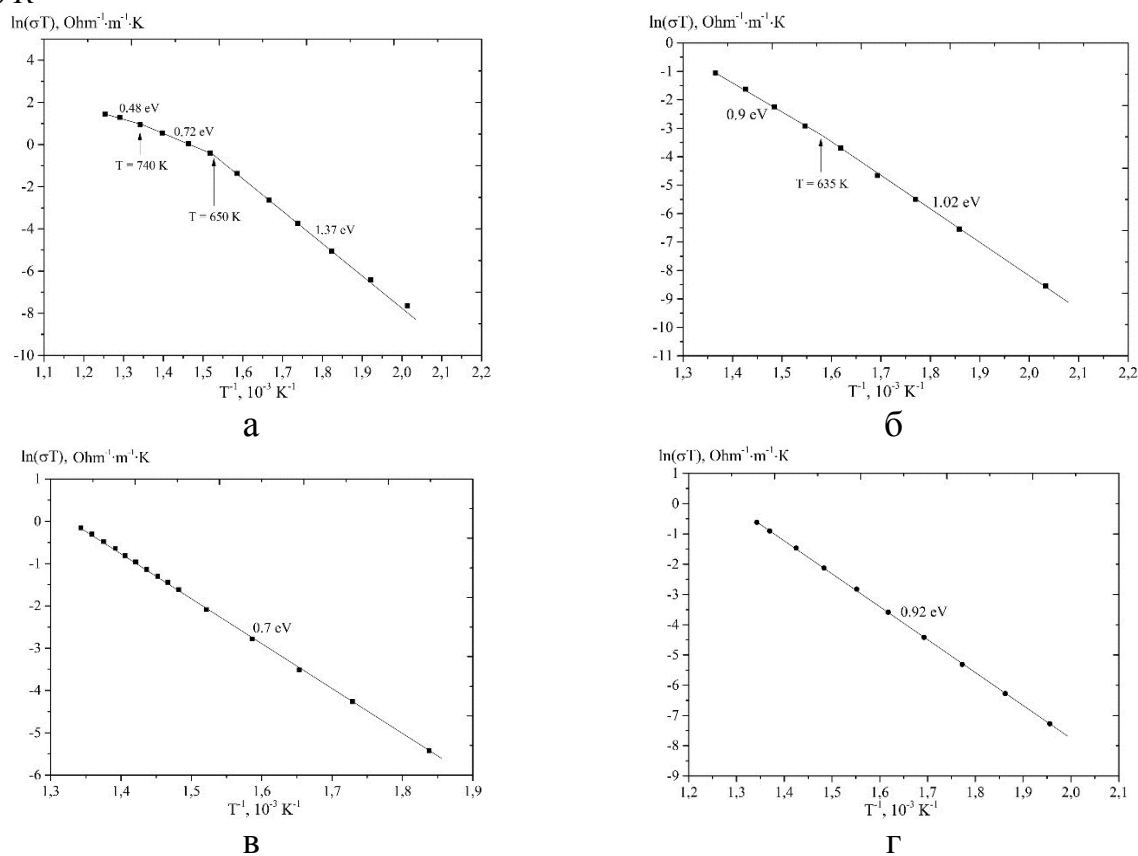 ln(σT), Ohm⁻¹·m⁻¹·K
4
2
0
-2
-4
-6
-8
-10
0.48 eV
0.72 eV
T = 740 K
T = 650 K
1.37 eV
1,1 1,2 1,3 1,4 1,5 1,6 1,7 1,8 1,9 2,0 2,1 2,2
T⁻¹, 10⁻³ K⁻¹
а
ln(σT), Ohm⁻¹·m⁻¹·K
0
-1
-2
-3
-4
-5
-6
-7
-8
-9
-10
-11
0.9 eV
T = 635 K
1.02 eV
1,3 1,4 1,5 1,6 1,7 1,8 1,9 2,0 2,1 2,2
T⁻¹, 10⁻³ K⁻¹
б
ln(σT), Ohm⁻¹·m⁻¹·K
1
0
-1
-2
-3
-4
-5
-6
0.7 eV
1,3 1,4 1,5 1,6 1,7 1,8 1,9
T⁻¹, 10⁻³ K⁻¹
в
ln(σT), Ohm⁻¹·m⁻¹·K
1
0
-1
-2
-3
-4
-5
-6
-7
-8
-9
0.92 eV
1,2 1,3 1,4 1,5 1,6 1,7 1,8 1,9 2,0 2,1
T⁻¹, 10⁻³ K⁻¹
г